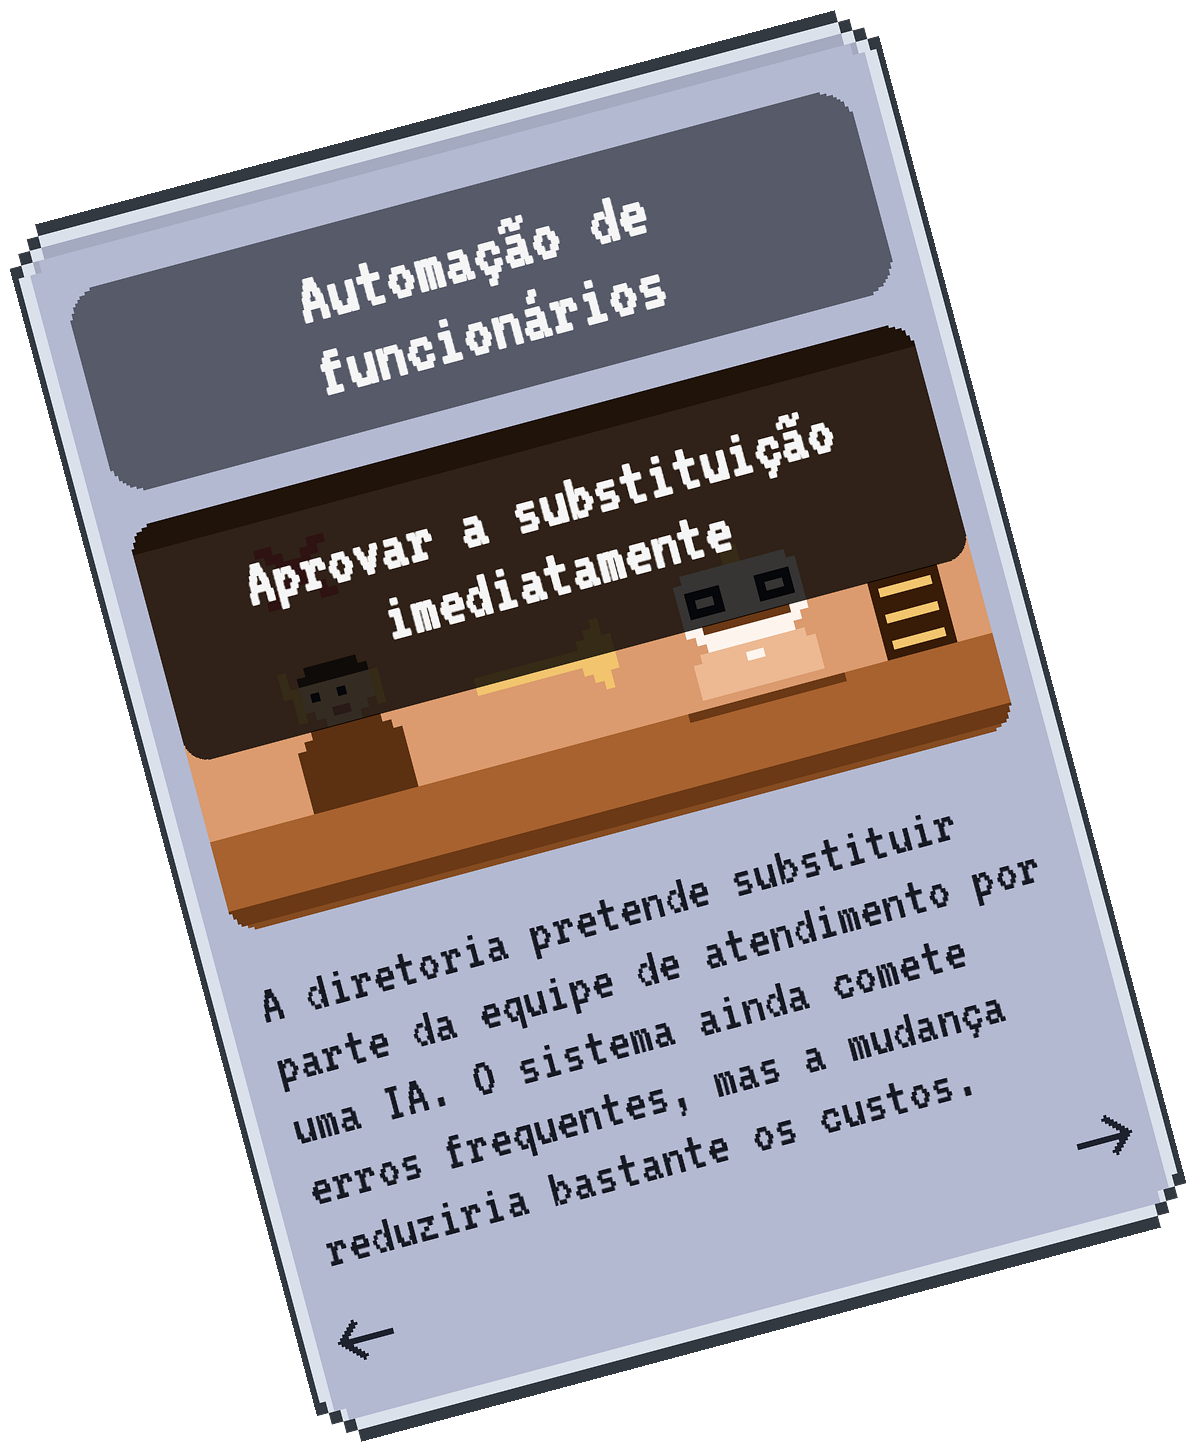 Automação de
funcionários
Aprovar a substituição
imediatamente
A diretoria pretende substituir
parte da equipe de atendimento por
uma IA. O sistema ainda comete
erros frequentes, mas a mudança
reduziria bastante os custos.